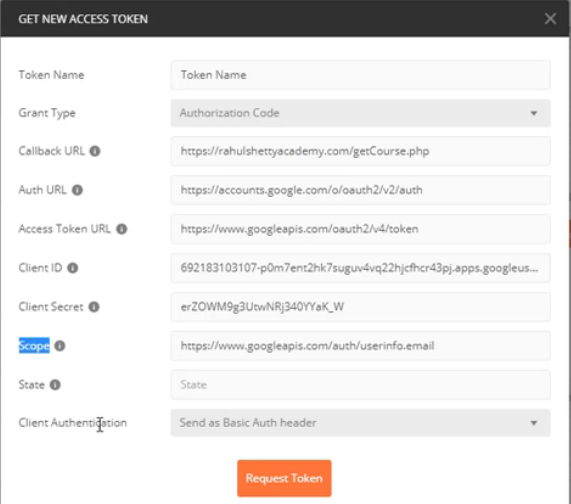 GET NEW ACCESS TOKEN
Token Name Token Name
Grant Type Authorization Code
Callback URL https://rahulshettyacademy.com/getCourse.php
Auth URL https://accounts.google.com/o/oauth2/v2/auth
Access Token URL https://www.googleapis.com/oauth2/v4/token
Client ID 692183103107-p0m7ent2hk7suguv4vq22hjcfhcr43pj.apps.googleus...
Client Secret erZOWM9g3UtwNRj340YYaK_W
Scope https://www.googleapis.com/auth/userinfo.email
State State
Client Authentication Send as Basic Auth header
Request Token